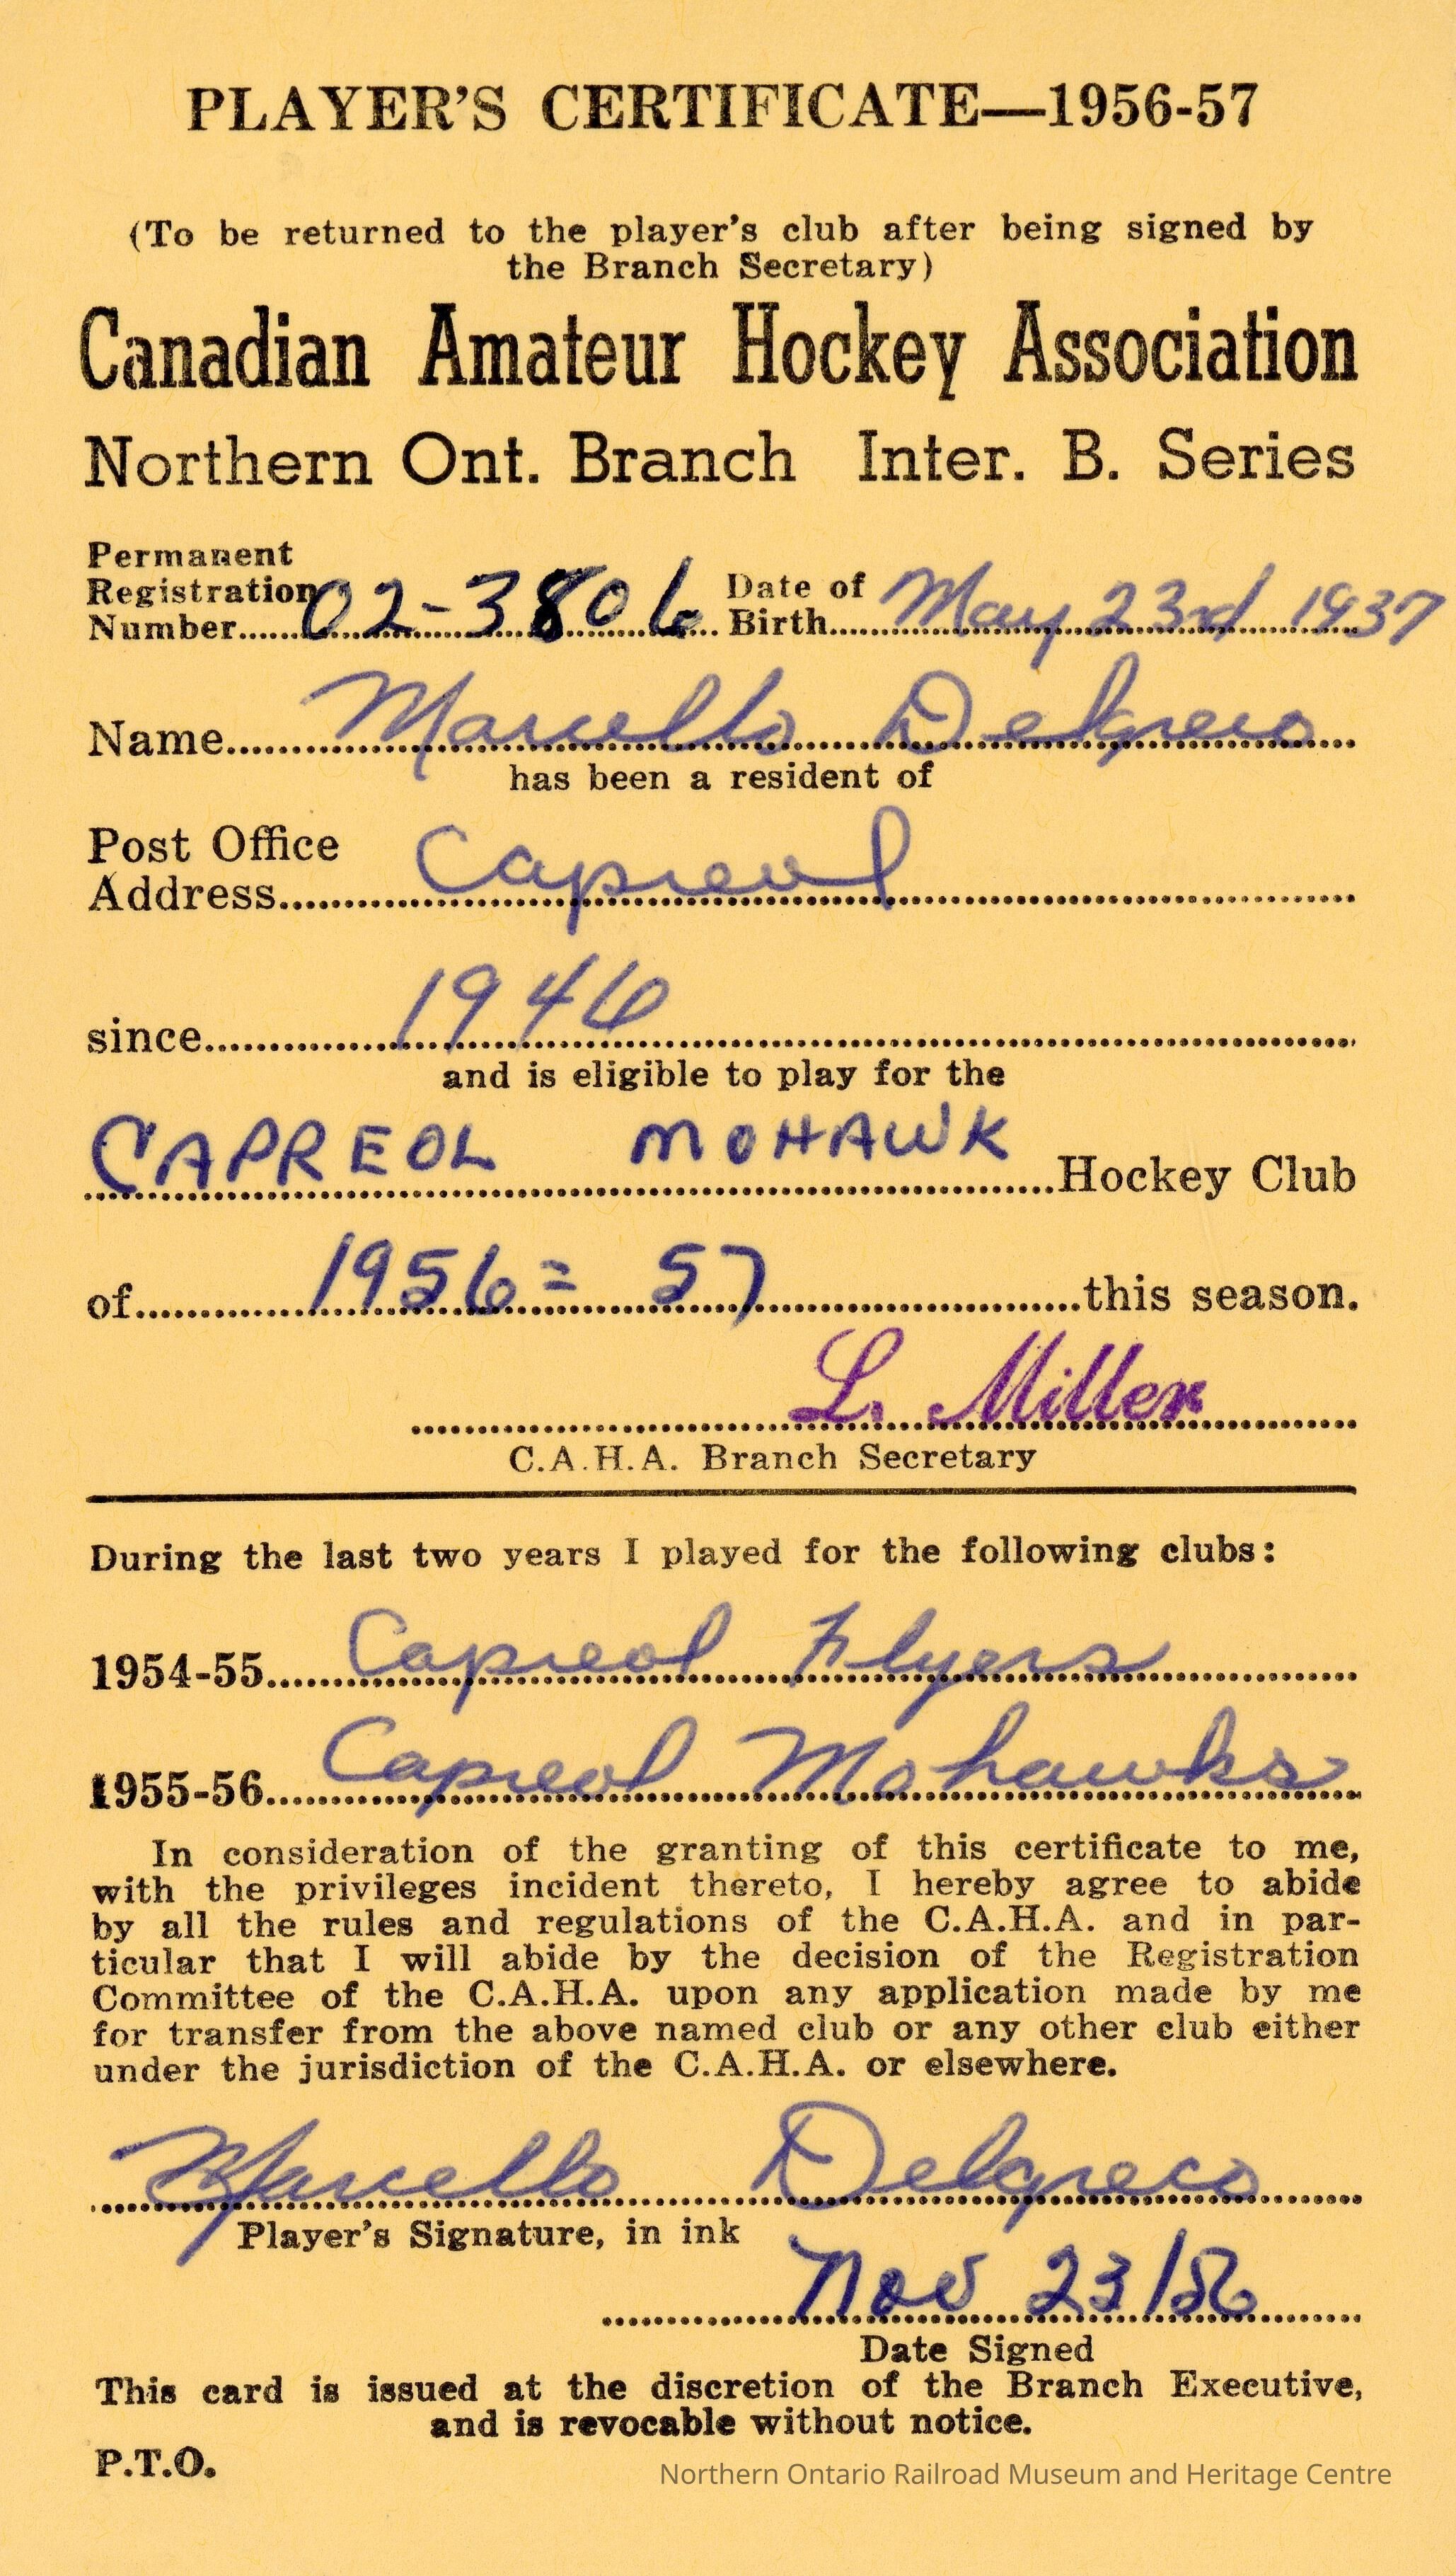 PLAYER'S CERTIFICATE—1956-57
(To be returned to the player's club after being signed by
the Branch Secretary)
Canadian Amateur Hockey Association
Northern Ont. Branch Inter. B. Series
Permanent
Registration
Number 02-3806 Date of
Birth May 23rd 1937
Name Marcello Delgreco
has been a resident of
Post Office
Address Capreol
since 1946
and is eligible to play for the
CAPREOL MOHAWK Hockey Club
of 1956= 57 this season.
L. Miller
C.A.H.A. Branch Secretary
During the last two years I played for the following clubs:
1954-55 Capreol Flyers
1955-56 Capreol Mohawks
In consideration of the granting of this certificate to me,
with the privileges incident thereto, I hereby agree to abide
by all the rules and regulations of the C.A.H.A. and in par-
ticular that I will abide by the decision of the Registration
Committee of the C.A.H.A. upon any application made by me
for transfer from the above named club or any other club either
under the jurisdiction of the C.A.H.A. or elsewhere.
Marcello Delgreco
Player's Signature, in ink
Nov 23/56
Date Signed
This card is issued at the discretion of the Branch Executive,
and is revocable without notice.
P.T.O.
Northern Ontario Railroad Museum and Heritage Centre